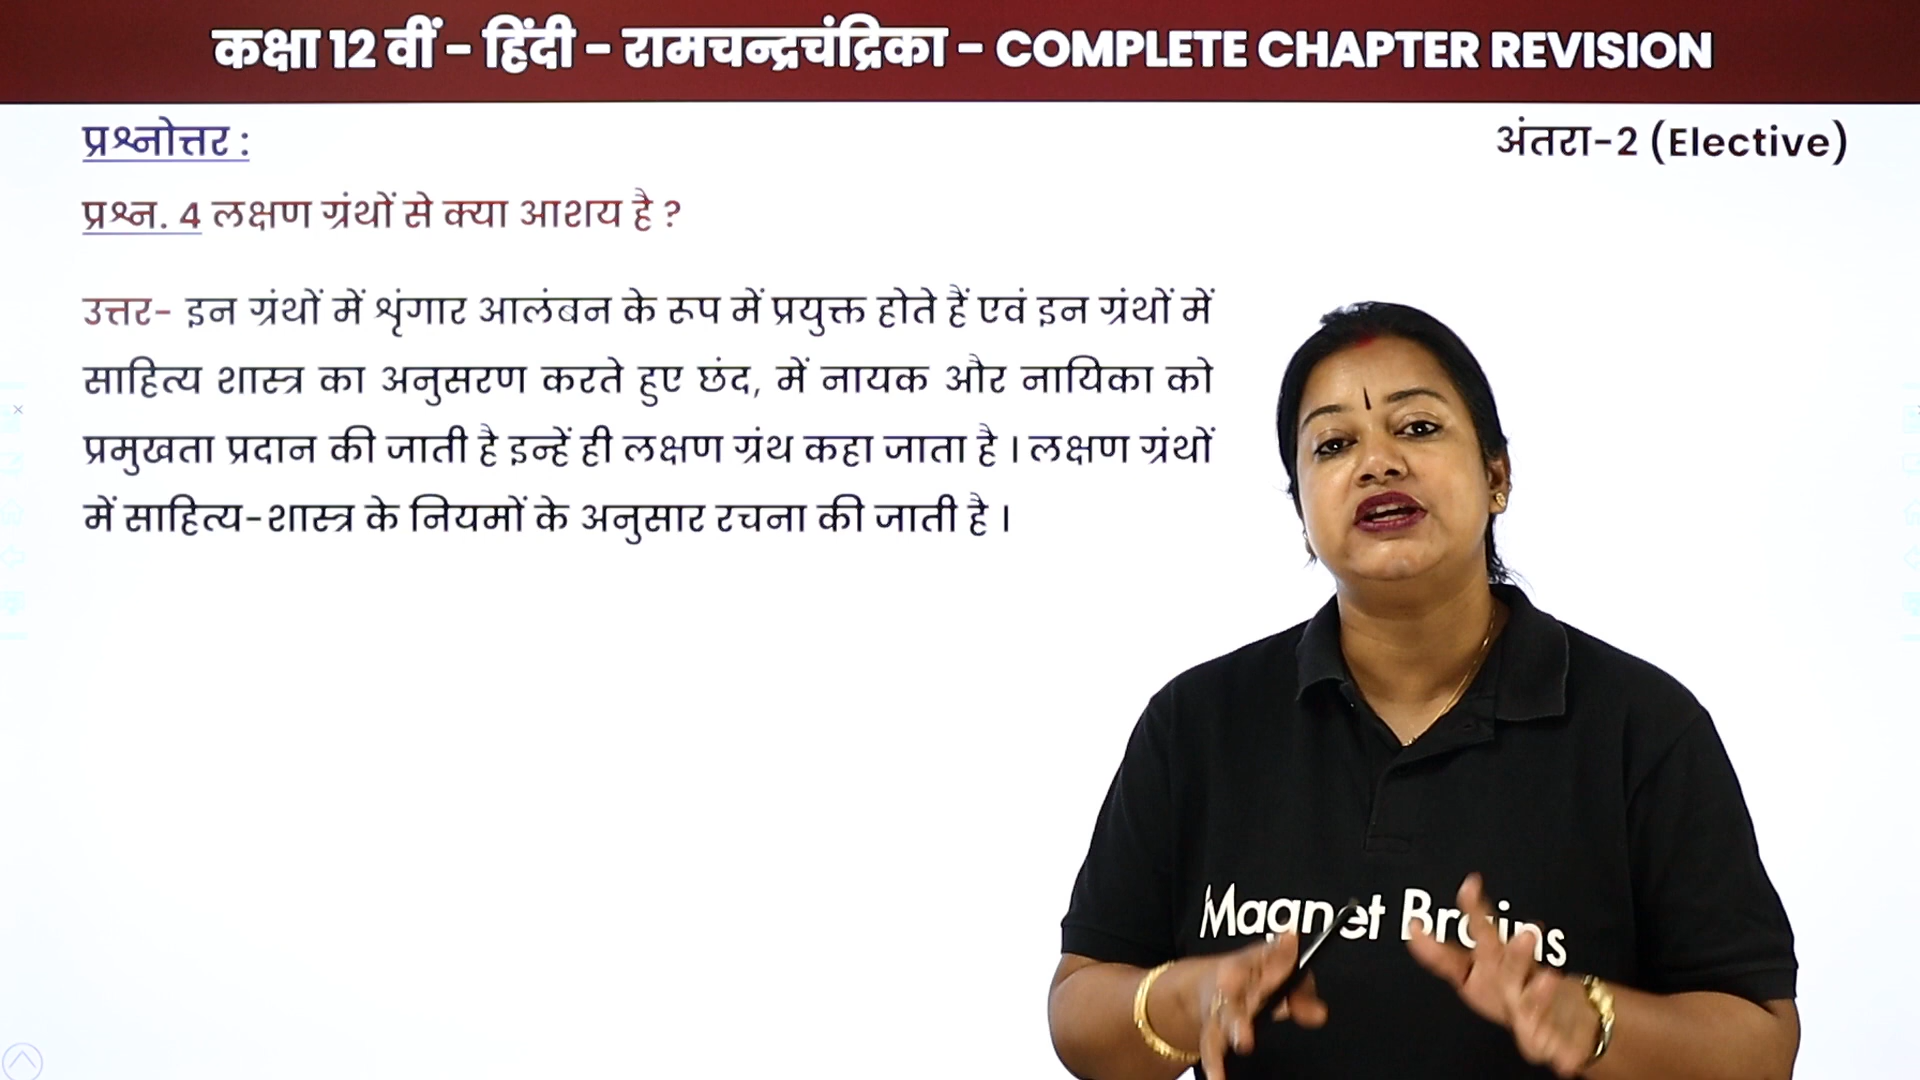 कक्षा 12 वीं - हिंदी - रामचन्द्रचंद्रिका - COMPLETE CHAPTER REVISION
प्रश्नोत्तर :
अंतरा-2 (Elective)
प्रश्न. 4 लक्षण ग्रंथों से क्या आशय है ?
उत्तर- इन ग्रंथों में शृंगार आलंबन के रूप में प्रयुक्त होते हैं एवं इन ग्रंथों में
साहित्य शास्त्र का अनुसरण करते हुए छंद, में नायक और नायिका को
प्रमुखता प्रदान की जाती है इन्हें ही लक्षण ग्रंथ कहा जाता है । लक्षण ग्रंथों
में साहित्य-शास्त्र के नियमों के अनुसार रचना की जाती है ।
Magnet Brains